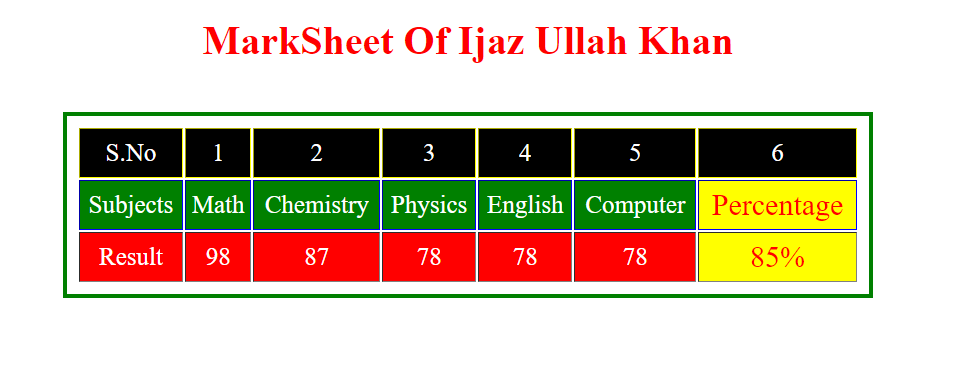 MarkSheet Of Ijaz Ullah Khan
S.No 1 2 3 4 5 6
Subjects Math Chemistry Physics English Computer Percentage
Result 98 87 78 78 78 85%